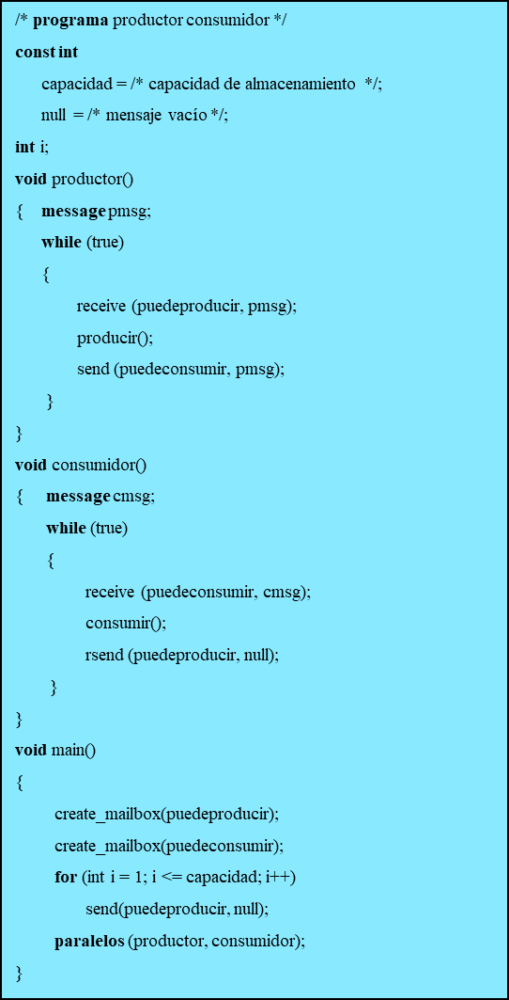 /* programa productor consumidor */
const int
capacidad = /* capacidad de almacenamiento */;
null = /* mensaje vacío */;
int i;
void productor()
{ message pmsg;
while (true)
{
receive (puedeproducir, pmsg);
producir();
send (puedeconsumir, pmsg);
}
}
void consumidor()
{ message cmsg;
while (true)
{
receive (puedeconsumir, cmsg);
consumir();
rsend (puedeproducir, null);
}
}
void main()
{
create_mailbox(puedeproducir);
create_mailbox(puedeconsumir);
for (int i = 1; i <= capacidad; i++)
send(puedeproducir, null);
paralelos (productor, consumidor);
}